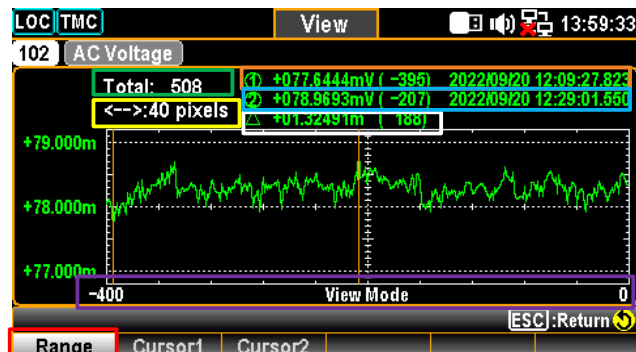 LOC TMC View 13:59:33
102 AC Voltage
Total: 508
<-->:40 pixels
① +077.6444mV ( -395) 2022/09/20 12:09:27.823
② +078.9693mV ( -207) 2022/09/20 12:29:01.550
△ +01.32491m ( 188)
+79.000m
+78.000m
+77.000m
-400 View Mode 0
ESC :Return
Range Cursor1 Cursor2